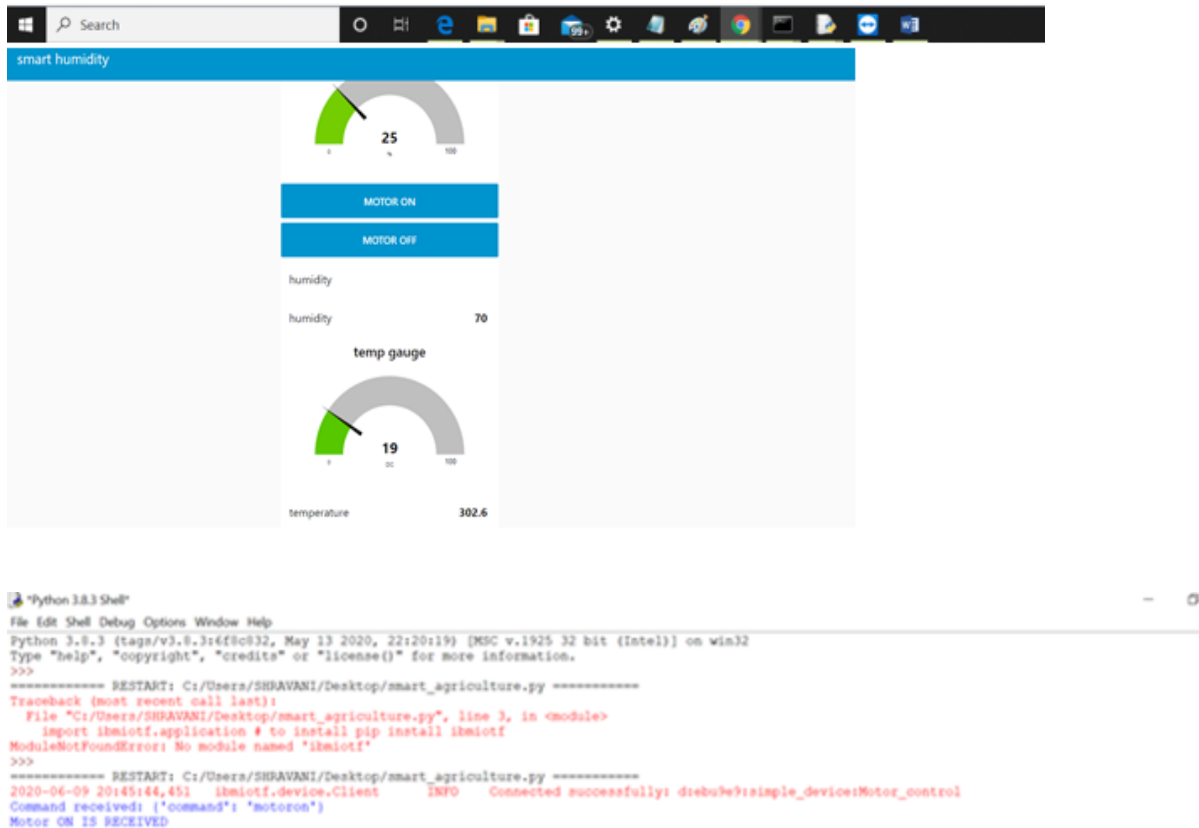 Search
99+
smart humidity
25
%
0 100
MOTOR ON
MOTOR OFF
humidity
humidity 70
temp gauge
19
0 100
temperature 302.6
*Python 3.8.3 Shell*
File Edit Shell Debug Options Window Help
Python 3.8.3 (tags/v3.8.3:6f8c832, May 13 2020, 22:20:19) [MSC v.1925 32 bit (Intel)] on win32
Type "help", "copyright", "credits" or "license()" for more information.
>>>
============ RESTART: C:/Users/SHRAVANI/Desktop/smart_agriculture.py ===========
Traceback (most recent call last):
File "C:/Users/SHRAVANI/Desktop/smart_agriculture.py", line 3, in <module>
import ibmiotf.application # to install pip install ibmiotf
ModuleNotFoundError: No module named 'ibmiotf'
>>>
============ RESTART: C:/Users/SHRAVANI/Desktop/smart_agriculture.py ===========
2020-06-09 20:45:44,451 ibmiotf.device.Client INFO Connected successfully: d:ebu9e9:simple_device:Motor_control
Command received: {'command': 'motoron'}
Motor ON IS RECEIVED